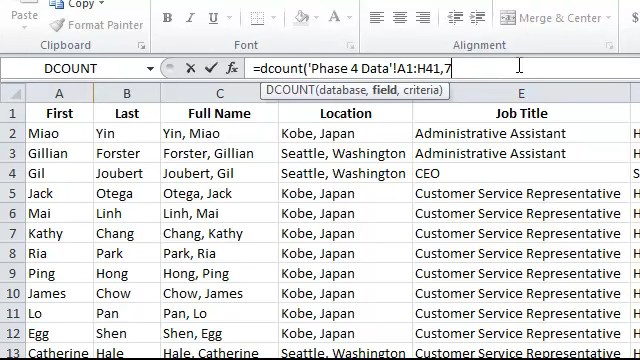 Copy
Paste
Format Painter
B I U A
Merge & Center
Clipboard Font Alignment
DCOUNT fx =dcount('Phase 4 Data'!A1:H41,7
DCOUNT(database, field, criteria)
A B C D E
1 First Last Full Name Location Job Title
2 Miao Yin Yin, Miao Kobe, Japan Administrative Assistant H
3 Gillian Forster Forster, Gillian Seattle, Washington Administrative Assistant H
4 Gil Joubert Joubert, Gil Seattle, Washington CEO S
5 Jack Otega Otega, Jack Kobe, Japan Customer Service Representative H
6 Mai Linh Linh, Mai Kobe, Japan Customer Service Representative H
7 Kathy Chang Chang, Kathy Kobe, Japan Customer Service Representative H
8 Ria Park Park, Ria Kobe, Japan Customer Service Representative H
9 Ping Hong Hong, Ping Kobe, Japan Customer Service Representative H
10 James Chow Chow, James Kobe, Japan Customer Service Representative H
11 Lo Pan Pan, Lo Kobe, Japan Customer Service Representative H
12 Egg Shen Shen, Egg Kobe, Japan Customer Service Representative H
13 Catherine Hale Hale, Catherine Kobe, Japan Customer Service Representative H